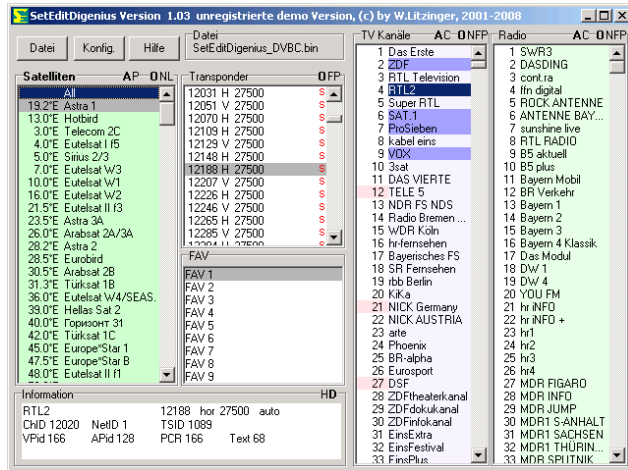 SetEditDigenius Version 1.03 unregistrierte demo Version, (c) by W.Litzinger, 2001-2008
Datei
Konfig.
Hilfe
Datei
SetEditDigenius_DVBC.bin
Satelliten AP ONL
All
19.2°E Astra 1
13.0°E Hotbird
3.0°E Telecom 2C
4.0°E Eutelsat I f5
5.0°E Sirius 2/3
7.0°E Eutelsat W3
10.0°E Eutelsat W1
16.0°E Eutelsat W2
21.5°E Eutelsat II f3
23.5°E Astra 3A
26.0°E Arabsat 2A/3A
28.2°E Astra 2
28.5°E Eurobird
30.5°E Arabsat 2B
31.3°E Türksat 1B
36.0°E Eutelsat W4/SEAS.
39.0°E Hellas Sat 2
40.0°E Горизонт 31
42.0°E Türksat 1C
45.0°E Europe*Star 1
47.5°E Europe*Star B
48.0°E Eutelsat II f1
Transponder OFP
12031 H 27500 S
12051 V 27500 S
12070 H 27500 S
12109 H 27500 S
12129 V 27500 S
12148 H 27500 S
12188 H 27500 S
12207 V 27500 S
12226 H 27500 S
12246 V 27500 S
12265 H 27500 S
12285 V 27500 S
12294 H 27500 S
FAV
FAV 1
FAV 2
FAV 3
FAV 4
FAV 5
FAV 6
FAV 7
FAV 8
FAV 9
TV Kanäle AC ONFP
1 Das Erste
2 ZDF
3 RTL Television
4 RTL2
5 Super RTL
6 SAT.1
7 ProSieben
8 kabel eins
9 VOX
10 3sat
11 DAS VIERTE
12 TELE 5
13 NDR FS NDS
14 Radio Bremen ...
15 WDR Köln
16 hr-fernsehen
17 Bayerisches FS
18 SR Fernsehen
19 rbb Berlin
20 KiKa
21 NICK Germany
22 NICK AUSTRIA
23 arte
24 Phoenix
25 BR-alpha
26 Eurosport
27 DSF
28 ZDFtheaterkanal
29 ZDFdokukanal
30 ZDFinfokanal
31 EinsExtra
32 EinsFestival
33 EinsPlus
Radio AC ONFP
1 SWR3
2 DASDING
3 cont.ra
4 ffn digital
5 ROCK ANTENNE
6 ANTENNE BAY...
7 sunshine live
8 RTL RADIO
9 B5 aktuell
10 B5 plus
11 Bayern Mobil
12 BR Verkehr
13 Bayern 1
14 Bayern 2
15 Bayern 3
16 Bayern 4 Klassik
17 Das Modul
18 DW 1
19 DW 4
20 YOU FM
21 hr iNFO
22 hr iNFO +
23 hr1
24 hr2
25 hr3
26 hr4
27 MDR FIGARO
28 MDR INFO
29 MDR JUMP
30 MDR1 S-ANHALT
31 MDR1 SACHSEN
32 MDR1 THÜRIN...
33 MDR SPUTNIK
Information HD
RTL2 12188 hor 27500 auto
ChID 12020 NetID 1 TSID 1089
VPid 166 APid 128 PCR 166 Text 68